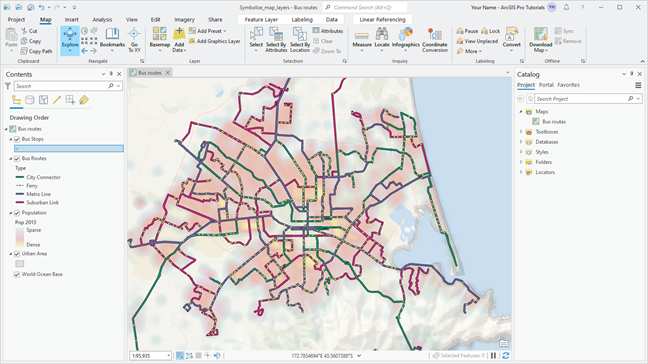 Symbolize_map_layers - Bus routes
Command Search (Alt+Q)
Your Name - ArcGIS Pro Tutorials
YN
Project Map Insert Analysis View Edit Imagery Share Feature Layer Labeling Data Linear Referencing
Paste
Cut
Copy
Copy Path
Clipboard
Explore
Bookmarks
Go To XY
Navigate
Basemap
Add Data
Add Preset
Add Graphics Layer
Layer
Select
Select By Attributes
Select By Location
Attributes
Clear
Zoom To
Selection
Measure
Locate
Infographics
Coordinate Conversion
Inquiry
Pause
Lock
View Unplaced
More
Convert
Labeling
Download Map
Sync
Remove
Offline
Contents
Search
Drawing Order
Bus routes
Bus Stops
Bus Routes
Type
City Connector
Ferry
Metro Line
Suburban Link
Population
Pop 2013
Sparse
Dense
Urban Area
World Ocean Base
Bus routes
1:95,935
172.7854694°E 43.5607388°S
Selected Features: 0
Catalog
Project Portal Favorites
Search Project
Maps
Bus routes
Toolboxes
Databases
Styles
Folders
Locators